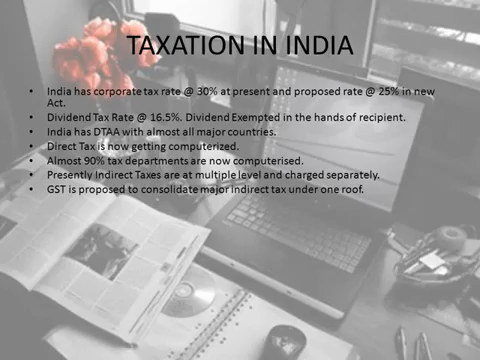 TAXATION IN INDIA
• India has corporate tax rate @ 30% at present and proposed rate @ 25% in new
Act.
• Dividend Tax Rate @ 16.5%. Dividend Exempted in the hands of recipient.
• India has DTAA with almost all major countries.
• Direct Tax is now getting computerized.
• Almost 90% tax departments are now computerised.
• Presently Indirect Taxes are at multiple level and charged separately.
• GST is proposed to consolidate major indirect tax under one roof.